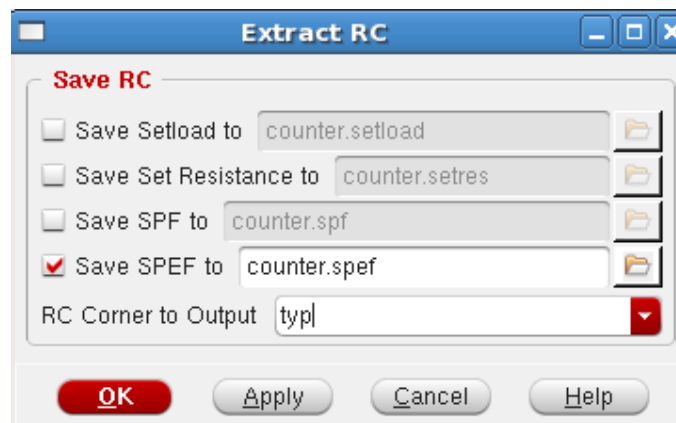 Extract RC
Save RC
Save Setload to counter.setload
Save Set Resistance to counter.setres
Save SPF to counter.spf
Save SPEF to counter.spef
RC Corner to Output typ
OK Apply Cancel Help